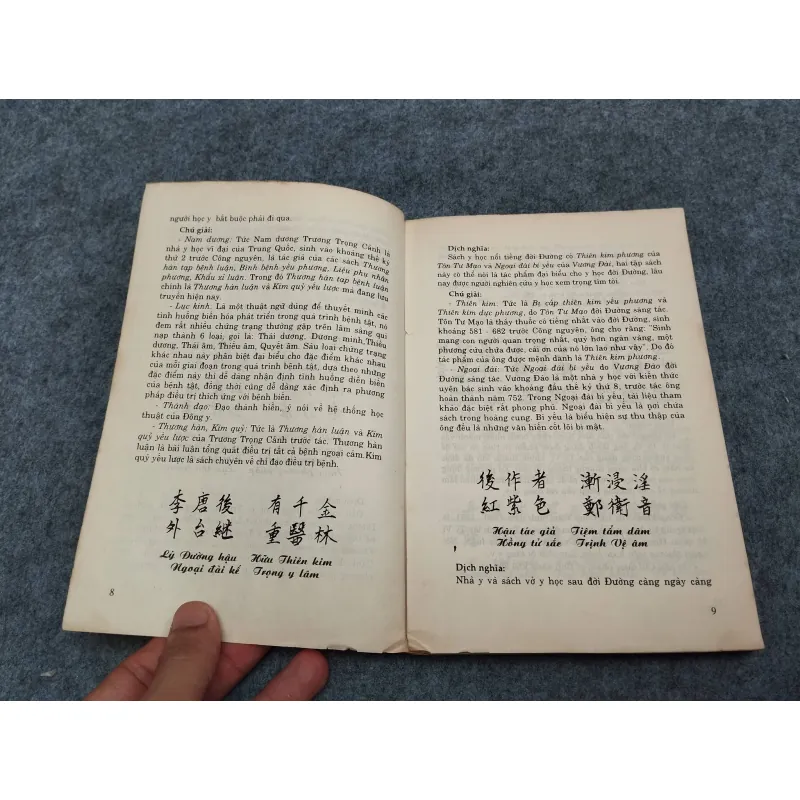 người học y bắt buộc phải đi qua.
Chú giải:
- Nam dương: Tức Nam dương Trương Trọng Cảnh là
nhà y học vĩ đại của Trung Quốc, sinh vào khoảng thế kỷ
thứ 2 trước Công nguyên, là tác giả của các sách Thương
hàn tạp bệnh luận, Bình bệnh yếu phương, Liệu phụ nhân
phương, Khẩu xỉ luận. Trong đó Thương hàn tạp bệnh luận
chính là Thương hàn luận và Kim quỹ yếu lược mà đang lưu
truyền hiện nay.
- Lục kinh. Là một thuật ngữ dùng để thuyết minh các
tình huống biến hóa phát triển trong quá trình bệnh tật, nó
đem rất nhiều chứng trạng thường gặp trên lâm sàng qui
nạp thành 6 loại, gọi là: Thái dương, Dương minh,Thiếu
dương, Thái âm, Thiếu âm, Quyết âm. Sáu loại chứng trạng
khác nhau này phân biệt đại biểu cho đặc điểm khác nhau
của mỗi giai đoạn trong quá trình bệnh tật, dựa theo những
đặc điểm này thì dễ dàng nhận định tình huống diễn biến
của bệnh tật, đồng thời cũng dễ dàng xác định ra phương
pháp điều trị thích ứng với bệnh tình.
- Thánh đạo: Đạo thánh hiền, ý nói về hệ thống học
thuật của Đông y.
- Thương hàn, Kim quỹ: Tức là Thương hàn luận và Kim
quỹ yếu lược của Trương Trọng Cảnh trước tác. Thương hàn
luận là bài luận tổng quát điều trị tất cả bệnh ngoại cảm.Kim
quỹ yếu lược là sách chuyên về chỉ đạo điều trị bệnh.
李唐後 有千金
外台継 重醫林
Lý Đường hậu Hữu Thiên kim
Ngoại đài kế Trọng y lâm
8
Dịch nghĩa:
Sách y học nổi tiếng đời Đường có Thiên kim phương của
Tôn Tư Mạo và Ngoại đài bí yếu của Vương Đào, hai tập sách
này có thể nói là tác phẩm đại biểu cho y học đời Đường, lâu
nay được người nghiên cứu y học xem trọng tìm tòi.
Chú giải:
- Thiên kim: Tức là Bị cấp thiên kim yếu phương và
Thiên kim dực phương, do Tôn Tư Mạo đời Đường sáng tác.
Tôn Tư Mạo là thầy thuốc có tiếng vào đời Đường, sinh
khoảng 581 - 682 trước Công nguyên, ông cho rằng: "Sinh
mang con người quan trọng nhất, quý hơn ngàn vàng, một
phương cứu chữa được, cái ơn của nó lớn lao như vậy". Do đó
tác phẩm của ông được mệnh danh là Thiên kim phương.
- Ngoại đài: Tức Ngoại đài bí yếu do Vương Đào đời
Đường sáng tác. Vương Đào là một nhà y học với kiến thức
uyên bác sinh vào khoảng đầu thế kỷ thứ 8, trước tác ông
hoàn thành năm 752. Trong Ngoại đài bí yếu, tài liệu tham
khảo đặc biệt rất phong phú. Ngoại đài bí yếu là nơi chứa
sách trong hoàng cung. Bí yếu là biểu hiện sự thu thập của
ông đều là những văn hiến cốt lõi bí mật.
後作者 漸浸淫
紅紫色 鄭衛音
Hậu tác giả Tiệm tẩm dâm
Hồng tử sắc Trịnh Vệ âm
Dịch nghĩa:
Nhà y và sách vở y học sau đời Đường càng ngày càng
9